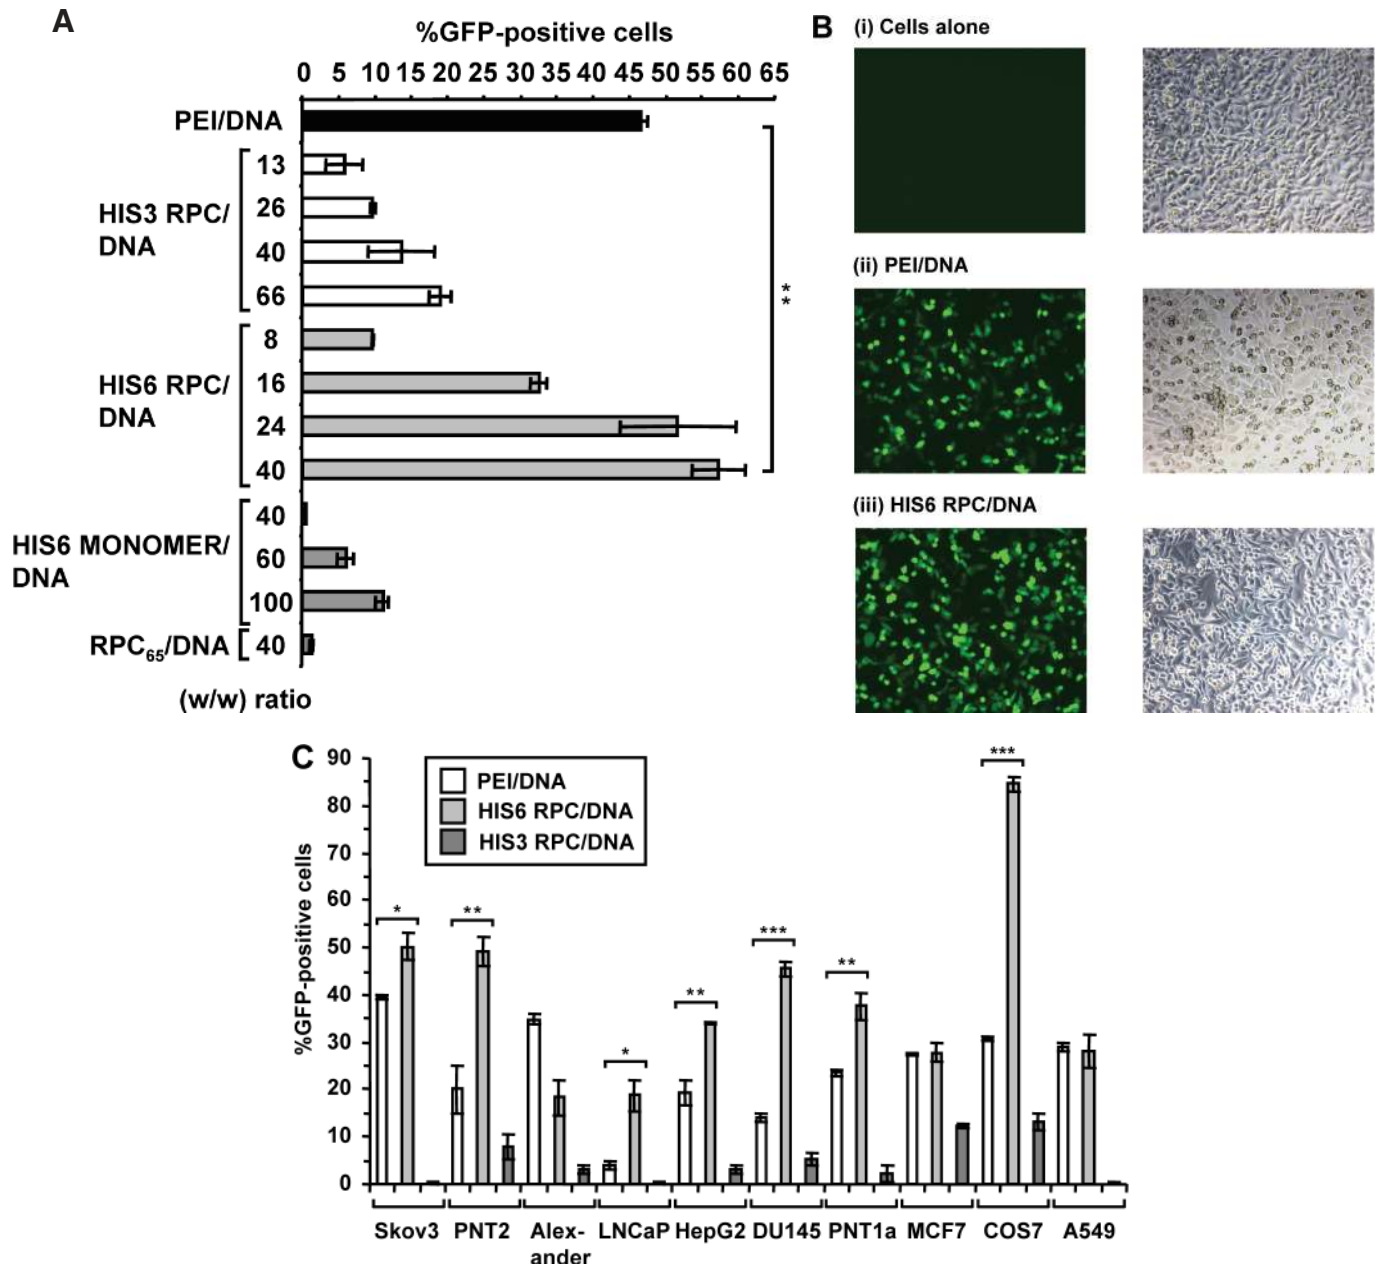 A
%GFP-positive cells
0 5 10 15 20 25 30 35 40 45 50 55 60 65
PEI/DNA
HIS3 RPC/
DNA
13
26
40
66
HIS6 RPC/
DNA
8
16
24
40
HIS6 MONOMER/
DNA
40
60
100
RPC65/DNA
40
(w/w) ratio
**
B
(i) Cells alone
(ii) PEI/DNA
(iii) HIS6 RPC/DNA
C
%GFP-positive cells
90
80
70
60
50
40
30
20
10
0
PEI/DNA
HIS6 RPC/DNA
HIS3 RPC/DNA
* ** * ** *** ** ***
Skov3 PNT2 Alex- LNCaP HepG2 DU145 PNT1a MCF7 COS7 A549
ander